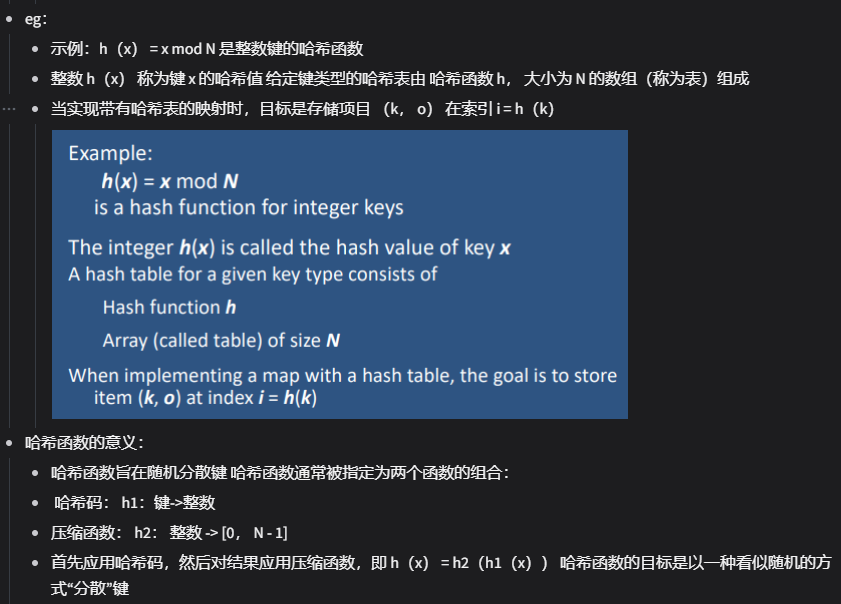 eg：
示例：h（x） = x mod N 是整数键的哈希函数
整数 h（x） 称为键 x 的哈希值 给定键类型的哈希表由 哈希函数 h， 大小为 N 的数组（称为表）组成
当实现带有哈希表的映射时，目标是存储项目 （k， o） 在索引 i = h（k）
Example:
h(x) = x mod N
is a hash function for integer keys
The integer h(x) is called the hash value of key x
A hash table for a given key type consists of
Hash function h
Array (called table) of size N
When implementing a map with a hash table, the goal is to store
item (k, o) at index i = h(k)
哈希函数的意义：
哈希函数旨在随机分散键 哈希函数通常被指定为两个函数的组合：
哈希码： h1：键->整数
压缩函数： h2： 整数 -> [0， N - 1]
首先应用哈希码，然后对结果应用压缩函数，即 h（x） = h2（h1（x）） 哈希函数的目标是以一种看似随机的方
式“分散”键